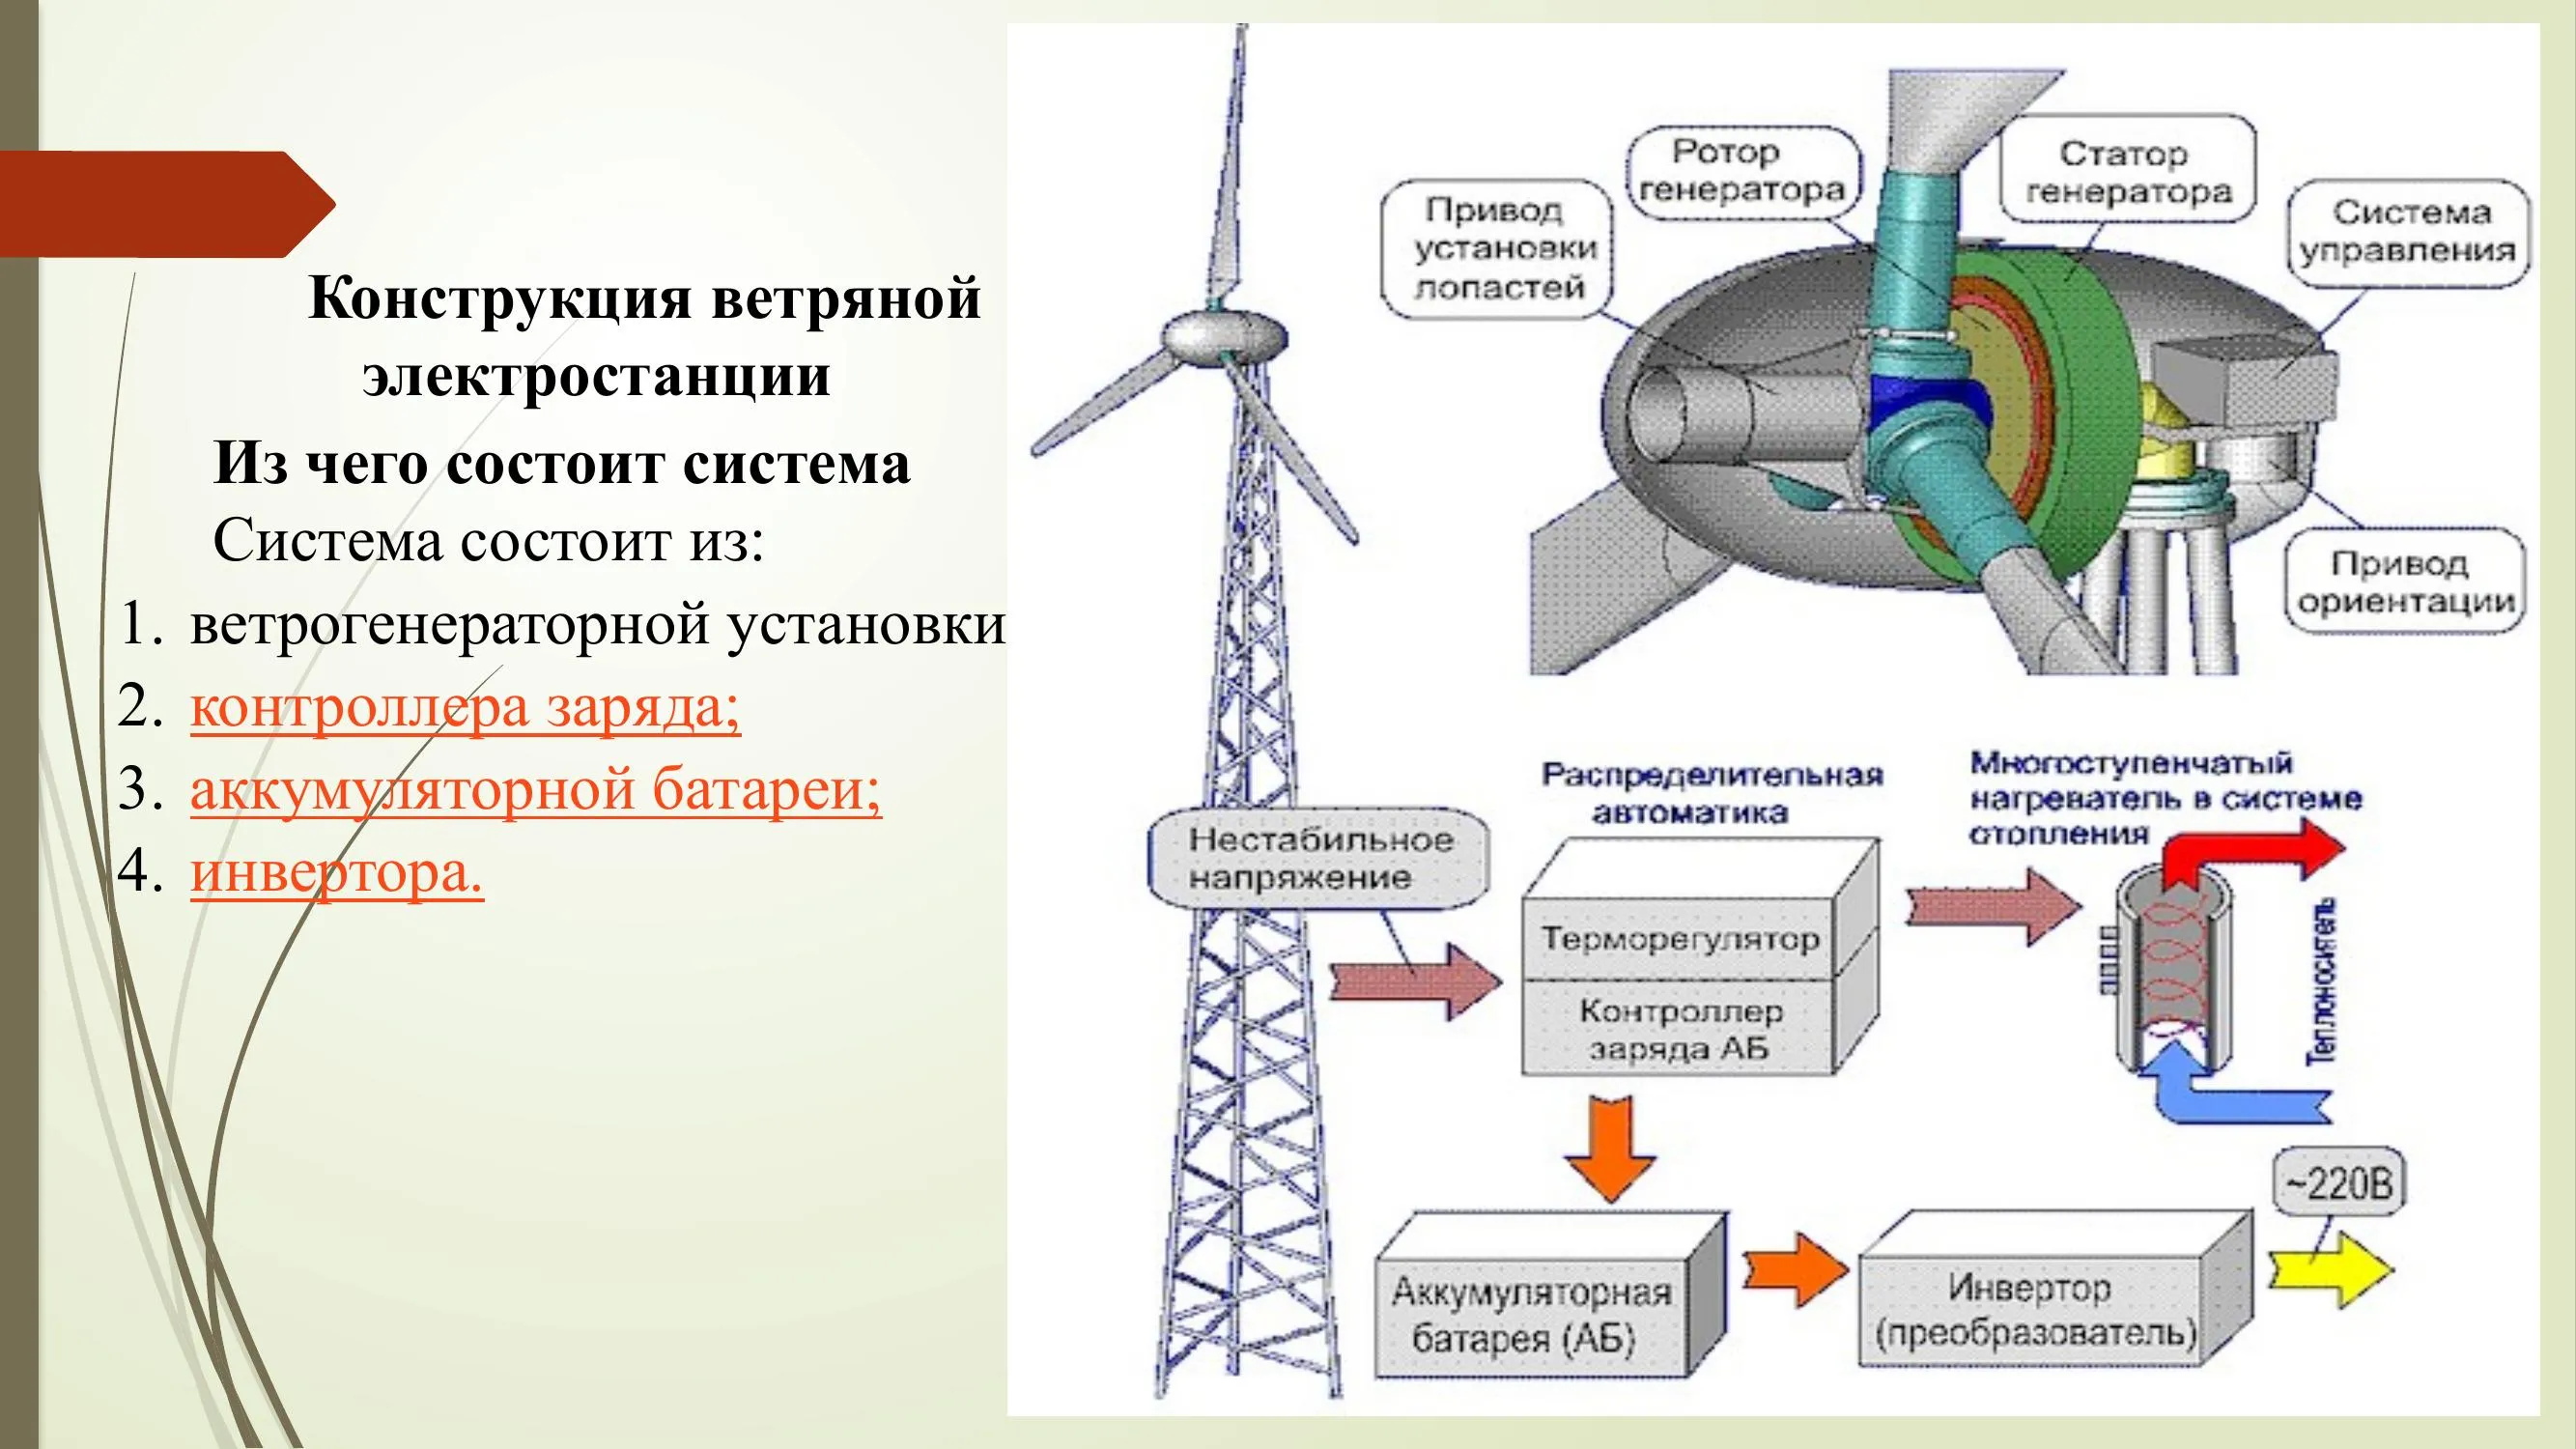 Конструкция ветряной
электростанции
Из чего состоит система
Система состоит из:
1. ветрогенераторной установки
2. контроллера заряда;
3. аккумуляторной батареи;
4. инвертора.
Ротор
генератора
Статор
генератора
Привод
установки
лопастей
Система
управления
Привод
ориентации
Распределительная
автоматика
Многоступенчатый
нагреватель в системе
отопления
Нестабильное
напряжение
Терморегулятор
Контроллер
заряда АБ
Теплоноситель
~220В
Аккумуляторная
батарея (АБ)
Инвертор
(преобразователь)